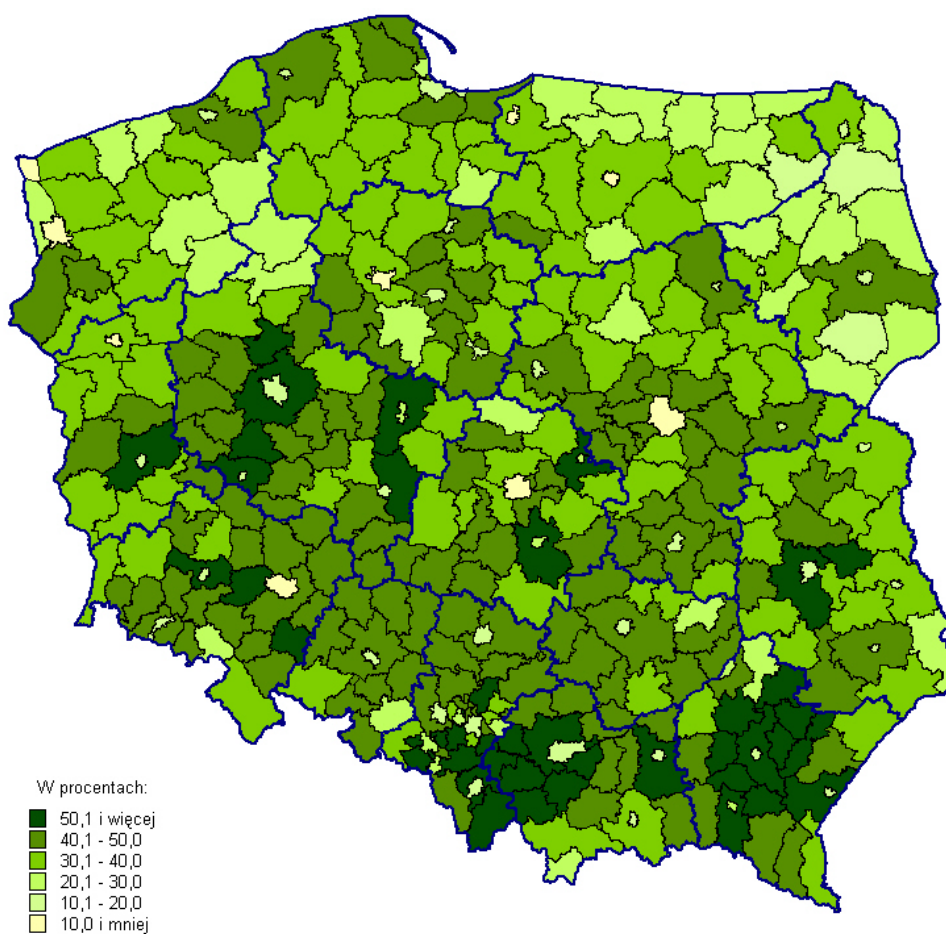 W procentach:
50,1 i więcej
40,1 - 50,0
30,1 - 40,0
20,1 - 30,0
10,1 - 20,0
10,0 i mniej